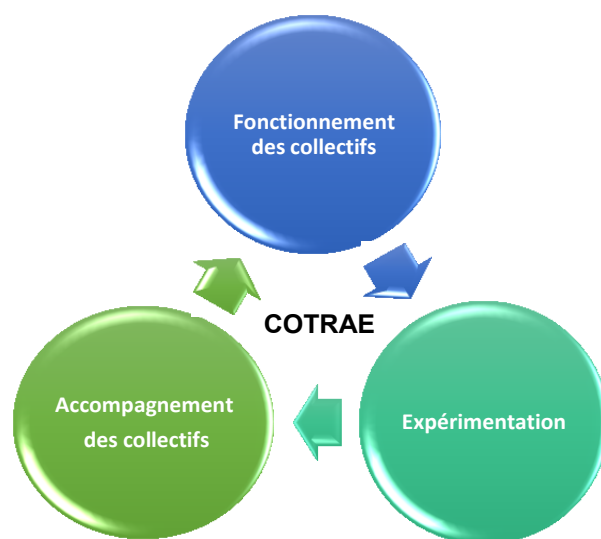 Fonctionnement
des collectifs
COTRAE
Accompagnement
des collectifs
Expérimentation